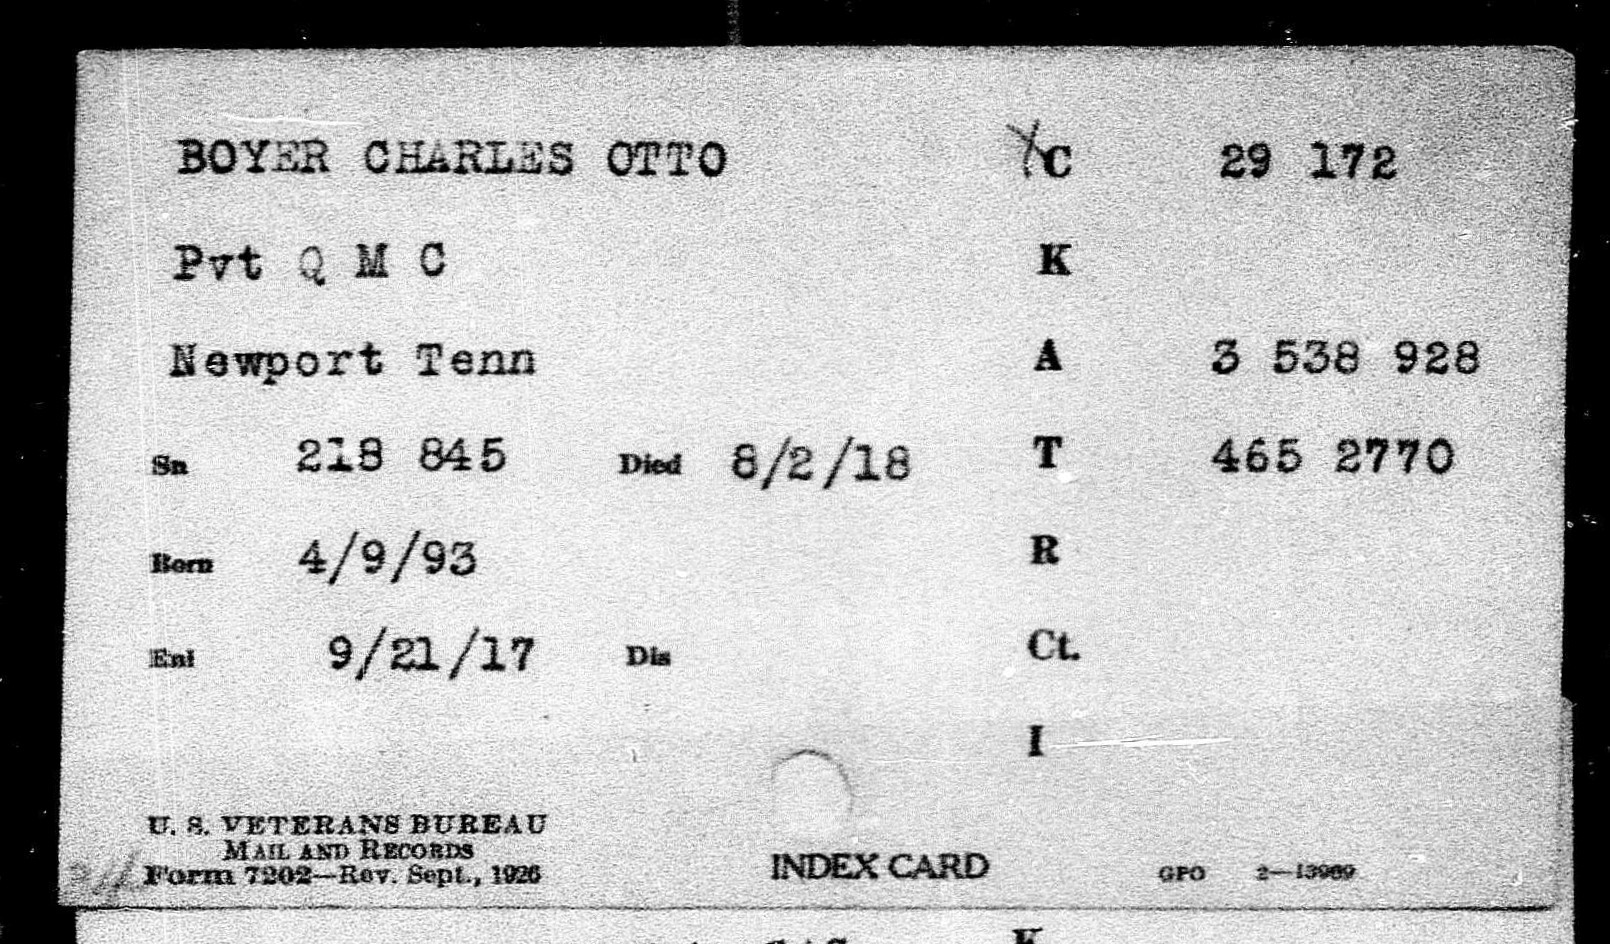 BOYER CHARLES OTTO C 29 172
Pvt Q M C K
Newport Tenn A 3 538 928
Sn 218 845 Died 8/2/18 T 465 2770
Born 4/9/93 R
Enl 9/21/17 Dis Ct.
I
U. S. VETERANS BUREAU
MAIL AND RECORDS
Form 7202—Rev. Sept., 1926 INDEX CARD GPO 2—13969
K